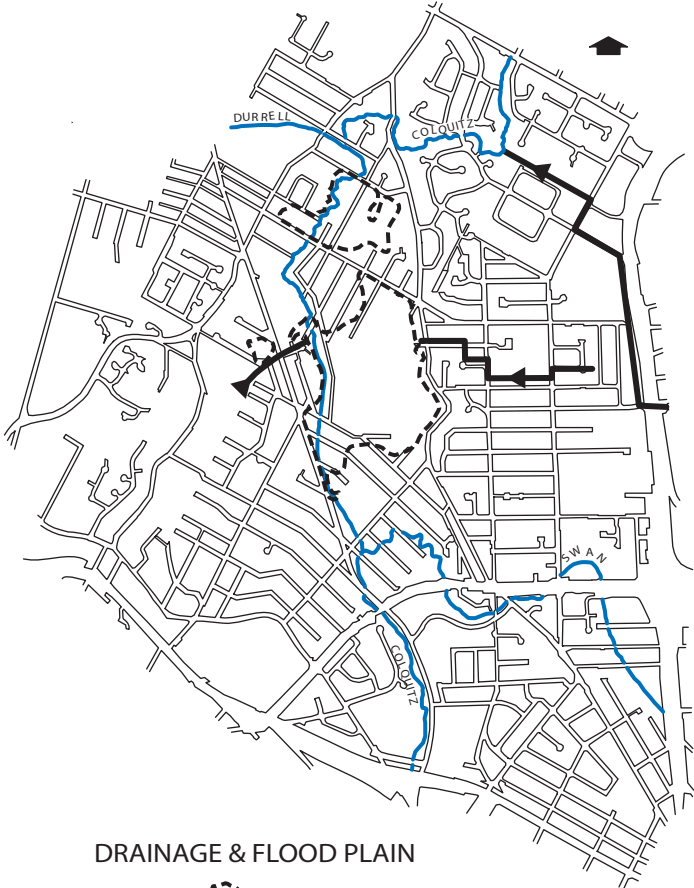 DURRELL
COLQUITZ
SWAN
COLQUITZ
DRAINAGE & FLOOD PLAIN